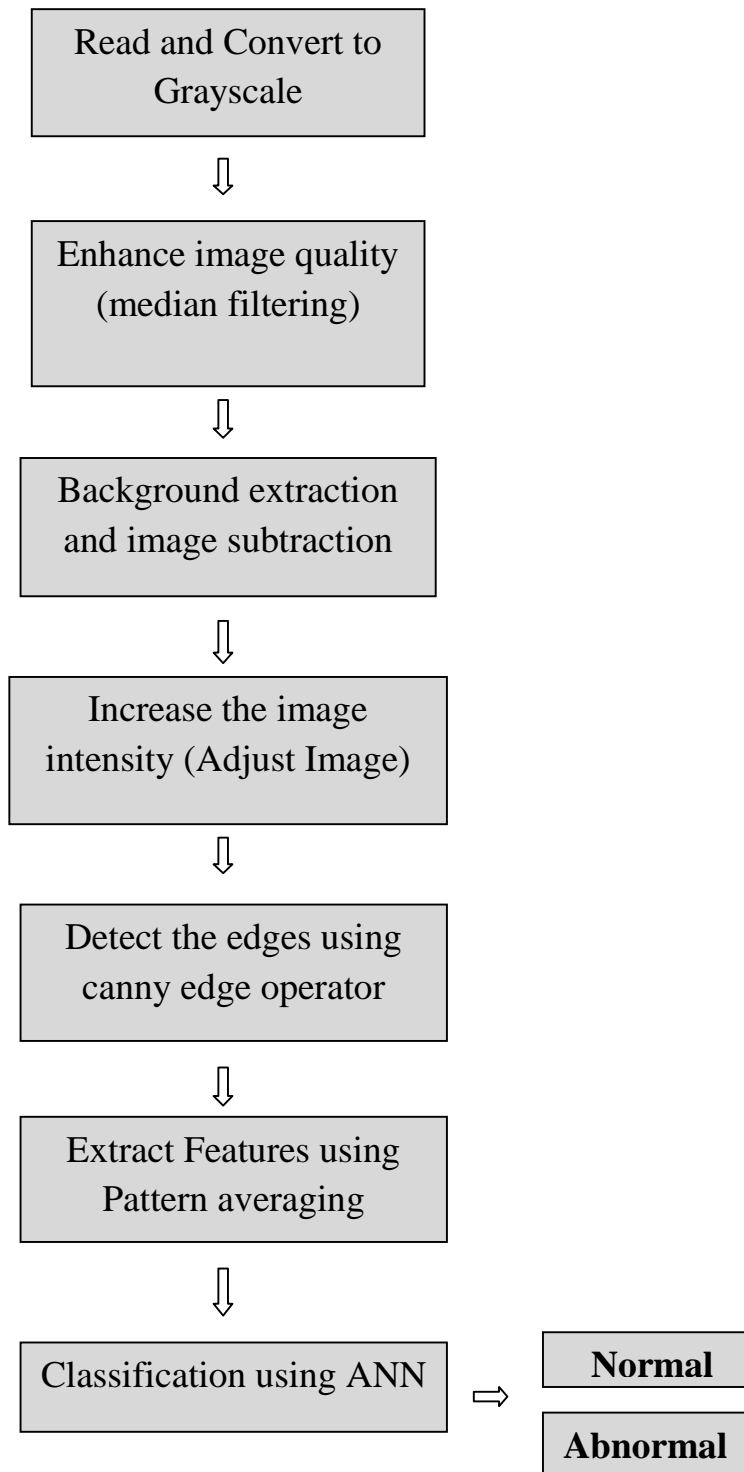 Read and Convert to
Grayscale
Enhance image quality
(median filtering)
Background extraction
and image subtraction
Increase the image
intensity (Adjust Image)
Detect the edges using
canny edge operator
Extract Features using
Pattern averaging
Classification using ANN
Normal
Abnormal